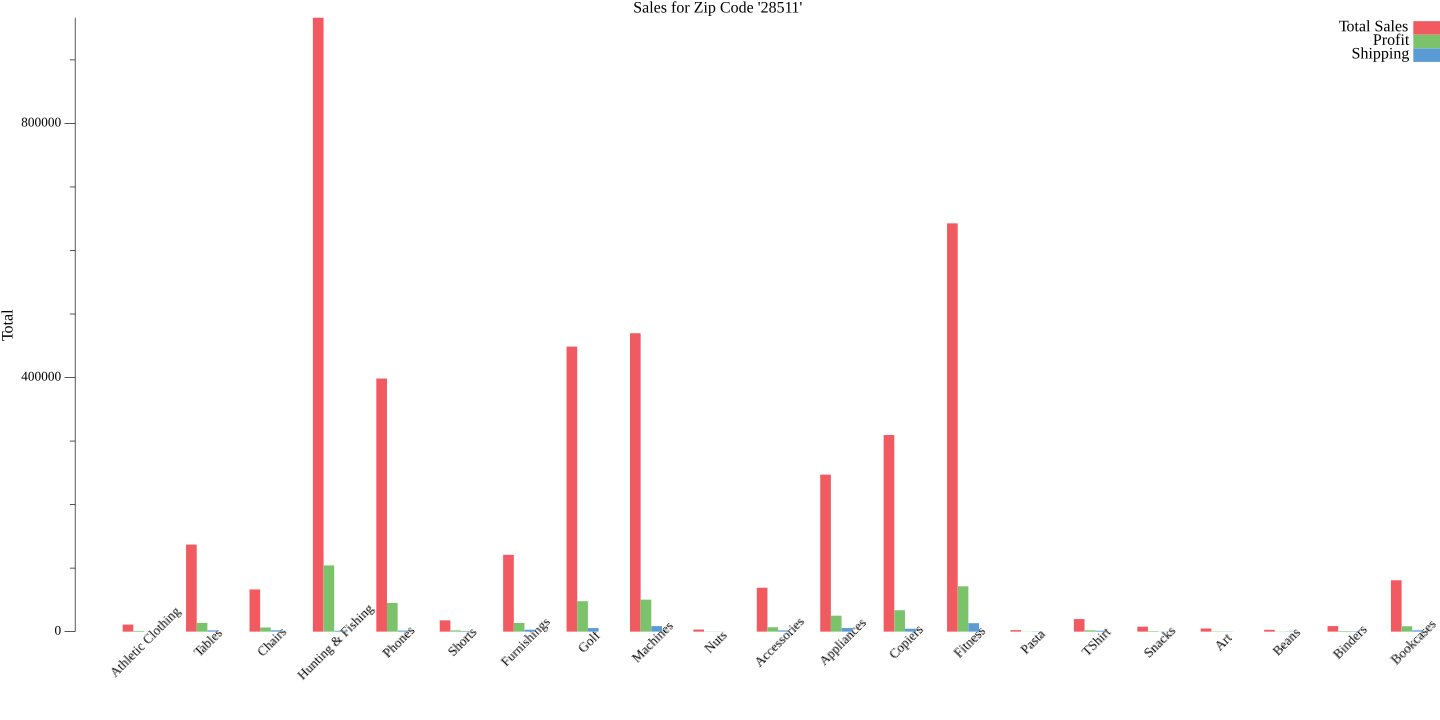 Sales for Zip Code '28511'
Total Sales
Profit
Shipping
800000
400000
0
Total
Athletic Clothing
Tables
Chairs
Hunting & Fishing
Phones
Shorts
Furnishings
Golf
Machines
Nuts
Accessories
Appliances
Copiers
Fitness
Pasta
TShirt
Snacks
Art
Beans
Binders
Bookcases